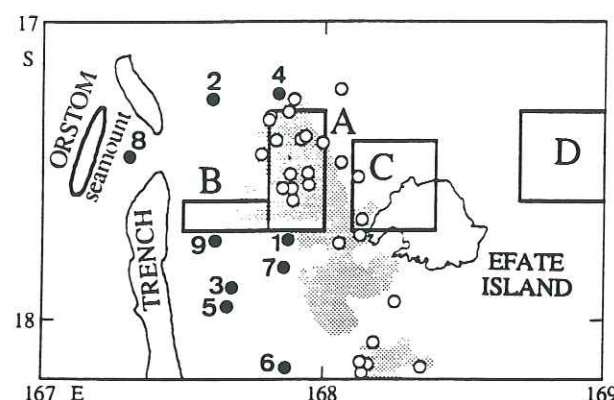 17
S
2
4
ORSTOM
seamount
8
A
C
D
B
TRENCH
9
1
7
EFATE
ISLAND
3
5
18
6
167 E
168
169